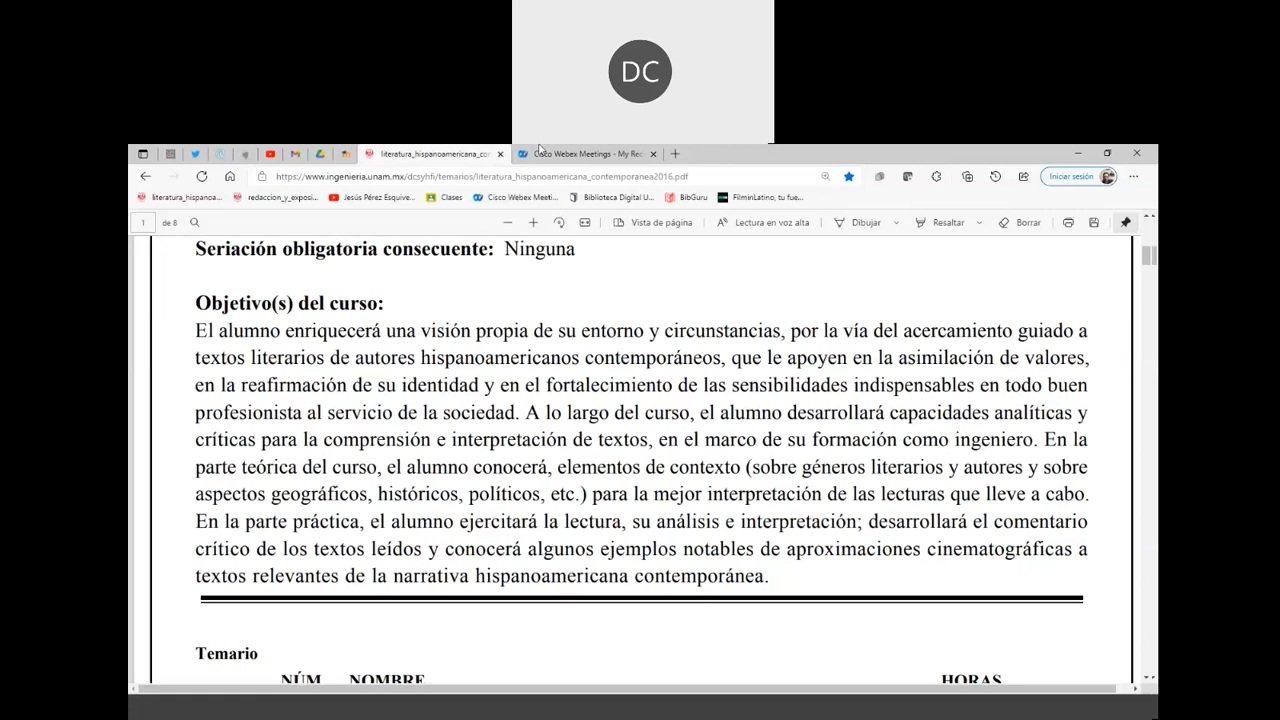 DC
literatura_hispanoamericana_co
Cisco Webex Meetings - My Rec
https://www.ingenieria.unam.mx/dcsyhfi/temarios/literatura_hispanoamericana_contemporanea2016.pdf
Iniciar sesión
literatura_hispanoa...
redaccion_y_exposi...
Jesús Pérez Esquive...
Clases
Cisco Webex Meeti...
Biblioteca Digital U...
BibGuru
FilminLatino, tu fue...
1 de 8
Vista de página
Lectura en voz alta
Dibujar
Resaltar
Borrar
Seriación obligatoria consecuente: Ninguna
Objetivo(s) del curso:
El alumno enriquecerá una visión propia de su entorno y circunstancias, por la vía del acercamiento guiado a
textos literarios de autores hispanoamericanos contemporáneos, que le apoyen en la asimilación de valores,
en la reafirmación de su identidad y en el fortalecimiento de las sensibilidades indispensables en todo buen
profesionista al servicio de la sociedad. A lo largo del curso, el alumno desarrollará capacidades analíticas y
críticas para la comprensión e interpretación de textos, en el marco de su formación como ingeniero. En la
parte teórica del curso, el alumno conocerá, elementos de contexto (sobre géneros literarios y autores y sobre
aspectos geográficos, históricos, políticos, etc.) para la mejor interpretación de las lecturas que lleve a cabo.
En la parte práctica, el alumno ejercitará la lectura, su análisis e interpretación; desarrollará el comentario
crítico de los textos leídos y conocerá algunos ejemplos notables de aproximaciones cinematográficas a
textos relevantes de la narrativa hispanoamericana contemporánea.
Temario
NÚM. NOMBRE HORAS